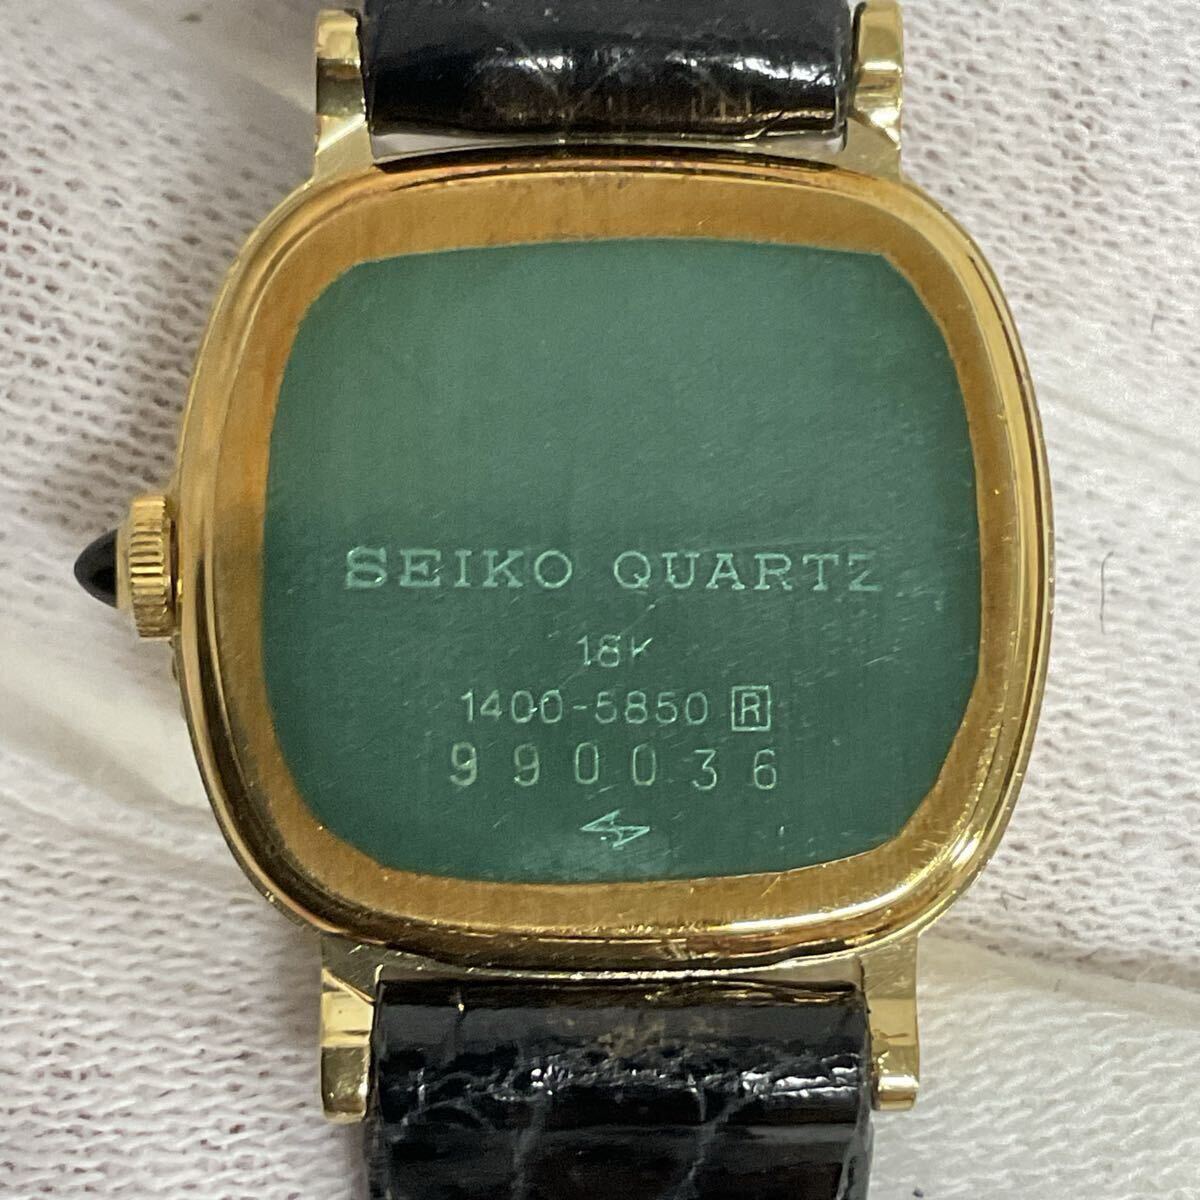 SEIKO QUARTZ
18K
1400-5850 R
990036